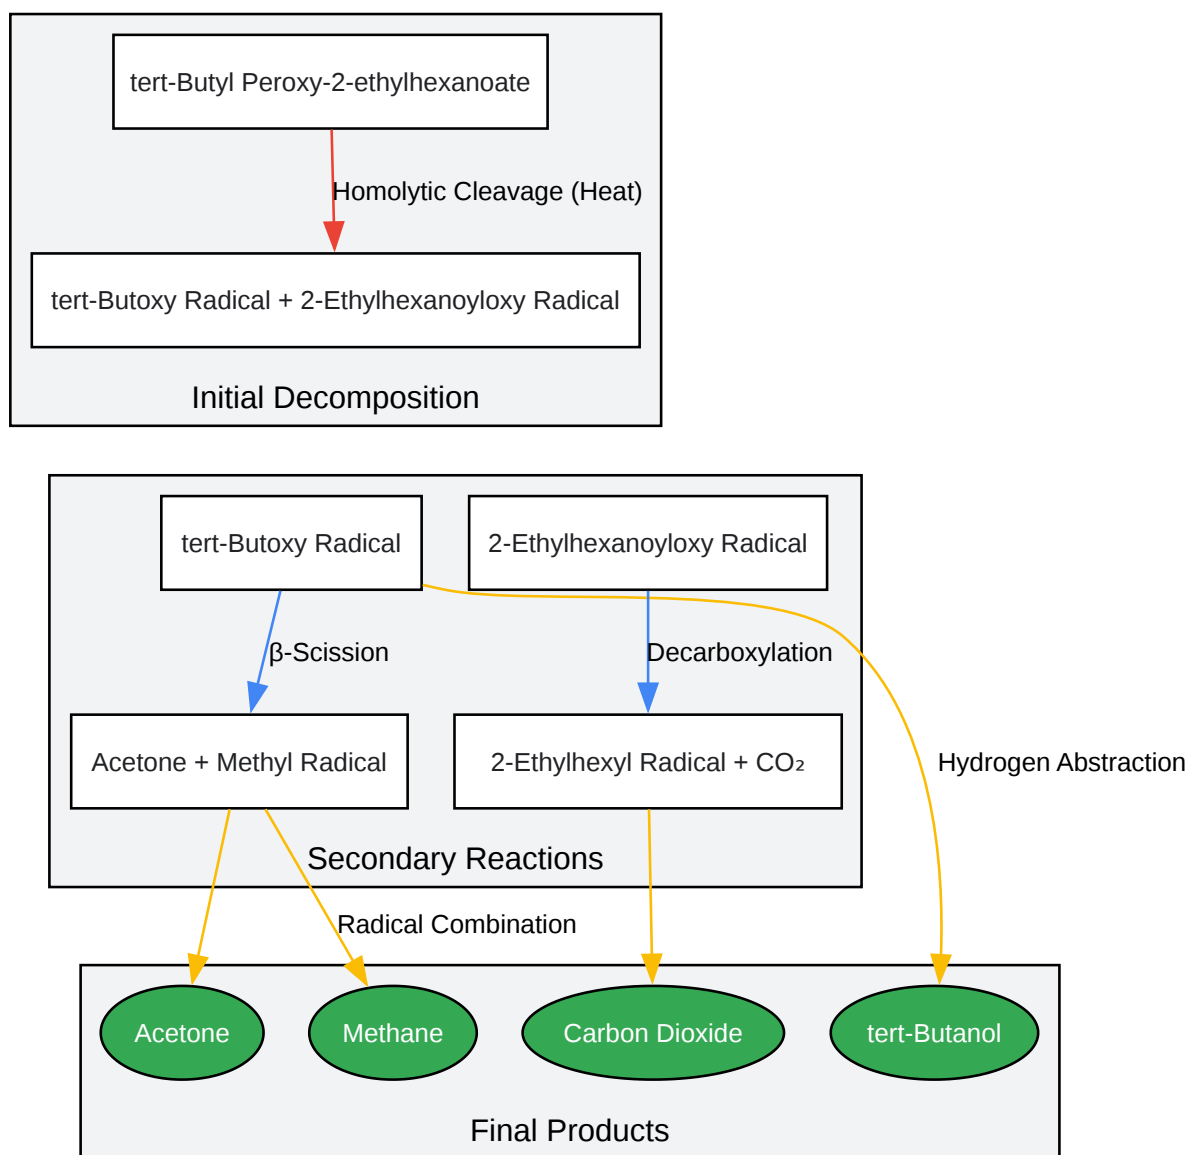 tert-Butyl Peroxy-2-ethylhexanoate
Homolytic Cleavage (Heat)
tert-Butoxy Radical + 2-Ethylhexanoyloxy Radical
Initial Decomposition
tert-Butoxy Radical
2-Ethylhexanoyloxy Radical
β-Scission
Decarboxylation
Acetone + Methyl Radical
2-Ethylhexyl Radical + CO₂
Hydrogen Abstraction
Secondary Reactions
Radical Combination
Acetone
Methane
Carbon Dioxide
tert-Butanol
Final Products